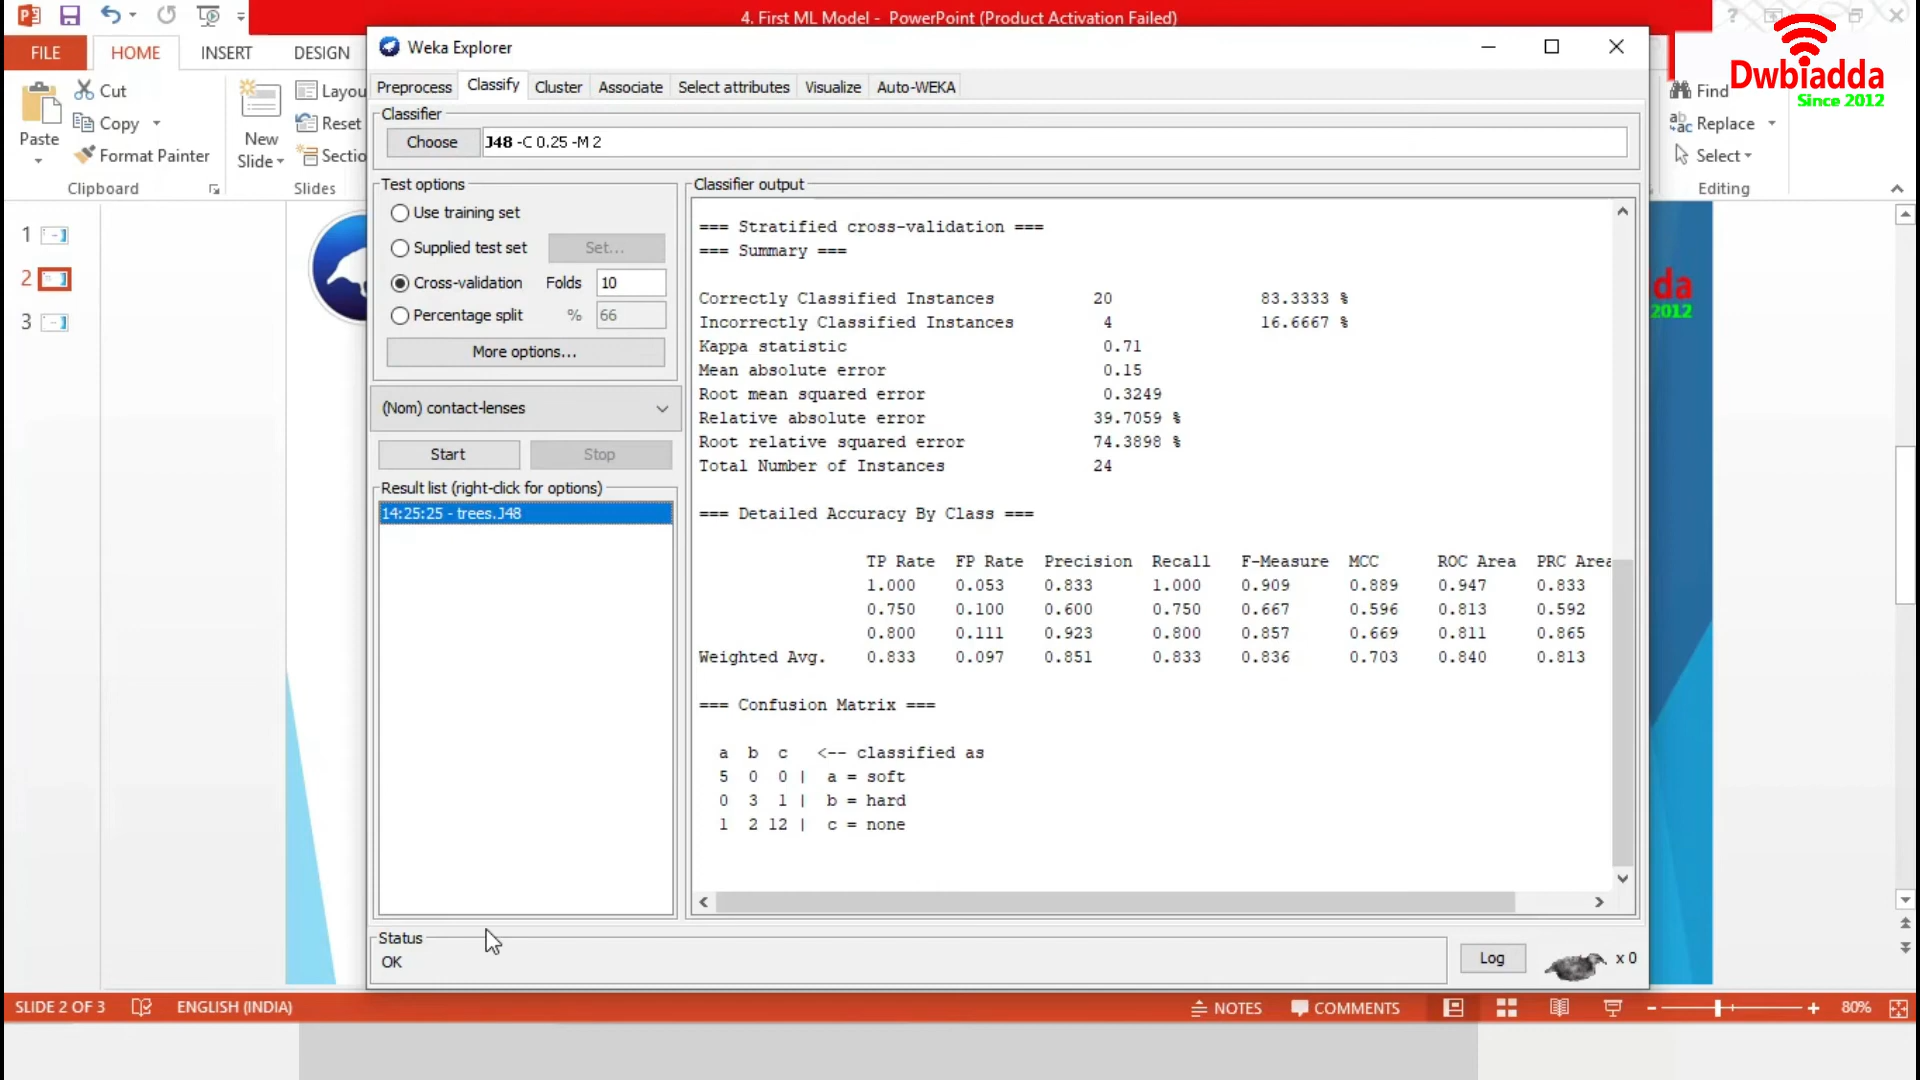 4. First ML Model - PowerPoint (Product Activation Failed)
FILE
HOME
INSERT
DESIGN
Paste
Cut
Copy
Format Painter
Clipboard
New
Slide
Reset
Slides
Find
Replace
Select
Editing
Dwbiadda
Since 2012
1
2
3
da
2012
Weka Explorer
Preprocess
Classify
Cluster
Associate
Select attributes
Visualize
Auto-WEKA
Classifier
Choose
J48 -C 0.25 -M 2
Test options
Use training set
Supplied test set Set...
Cross-validation Folds 10
Percentage split % 66
More options...
(Nom) contact-lenses
Start
Stop
Result list (right-click for options)
14:25:25 - trees.J48
Classifier output
=== Stratified cross-validation ===
=== Summary ===
Correctly Classified Instances 20 83.3333 %
Incorrectly Classified Instances 4 16.6667 %
Kappa statistic 0.71
Mean absolute error 0.15
Root mean squared error 0.3249
Relative absolute error 39.7059 %
Root relative squared error 74.3898 %
Total Number of Instances 24
=== Detailed Accuracy By Class ===
TP Rate FP Rate Precision Recall F-Measure MCC ROC Area PRC Area
1.000 0.053 0.833 1.000 0.909 0.889 0.947 0.833
0.750 0.100 0.600 0.750 0.667 0.596 0.813 0.592
0.800 0.111 0.923 0.800 0.857 0.669 0.811 0.865
Weighted Avg. 0.833 0.097 0.851 0.833 0.836 0.703 0.840 0.813
=== Confusion Matrix ===
a b c <-- classified as
5 0 0 | a = soft
0 3 1 | b = hard
1 2 12 | c = none
Status
OK
Log
x 0
SLIDE 2 OF 3
ENGLISH (INDIA)
NOTES
COMMENTS
80%